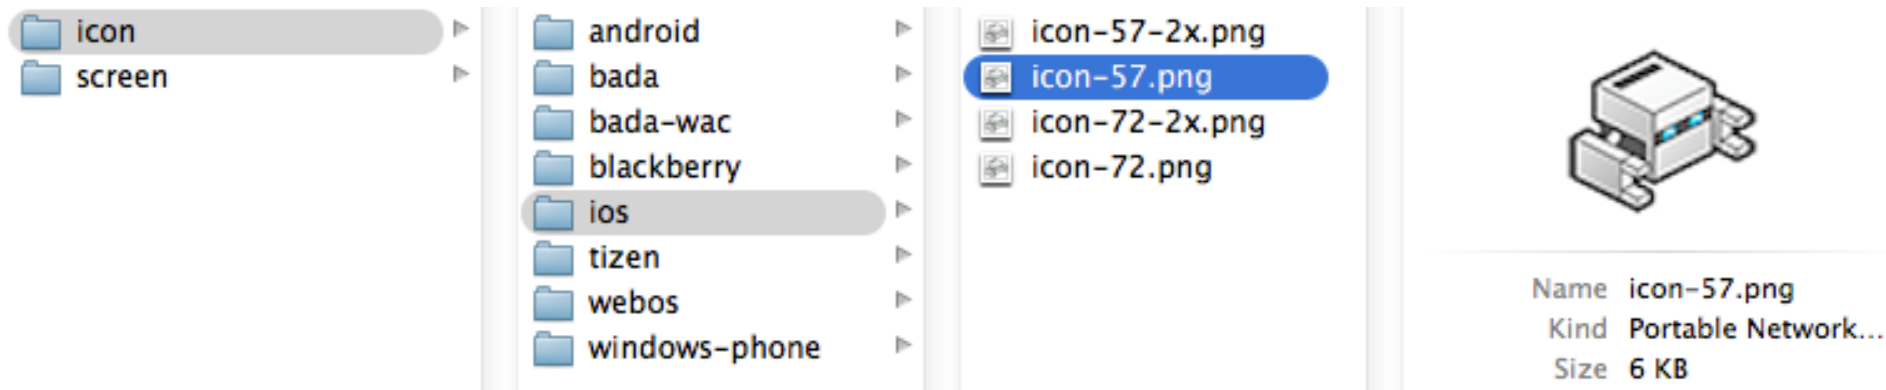 icon
screen
android
bada
bada-wac
blackberry
ios
tizen
webos
windows-phone
icon-57-2x.png
icon-57.png
icon-72-2x.png
icon-72.png
Name icon-57.png
Kind Portable Network...
Size 6 KB